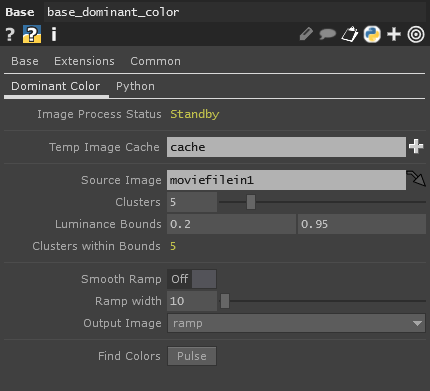 Base base_dominant_color
? ?
Base Extensions Common
Dominant Color Python
Image Process Status Standby
Temp Image Cache cache
Source Image moviefilein1
Clusters 5
Luminance Bounds 0.2 0.95
Clusters within Bounds 5
Smooth Ramp Off
Ramp width 10
Output Image ramp
Find Colors Pulse